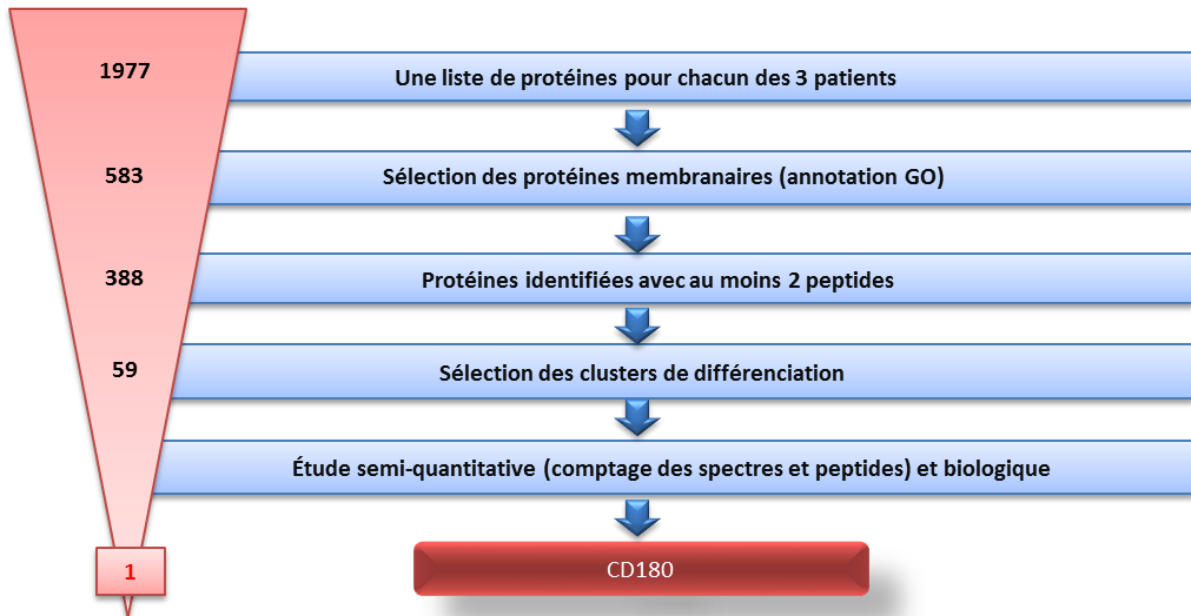 1977
Une liste de protéines pour chacun des 3 patients
583
Sélection des protéines membranaires (annotation GO)
388
Protéines identifiées avec au moins 2 peptides
59
Sélection des clusters de différenciation
Étude semi-quantitative (comptage des spectres et peptides) et biologique
1
CD180